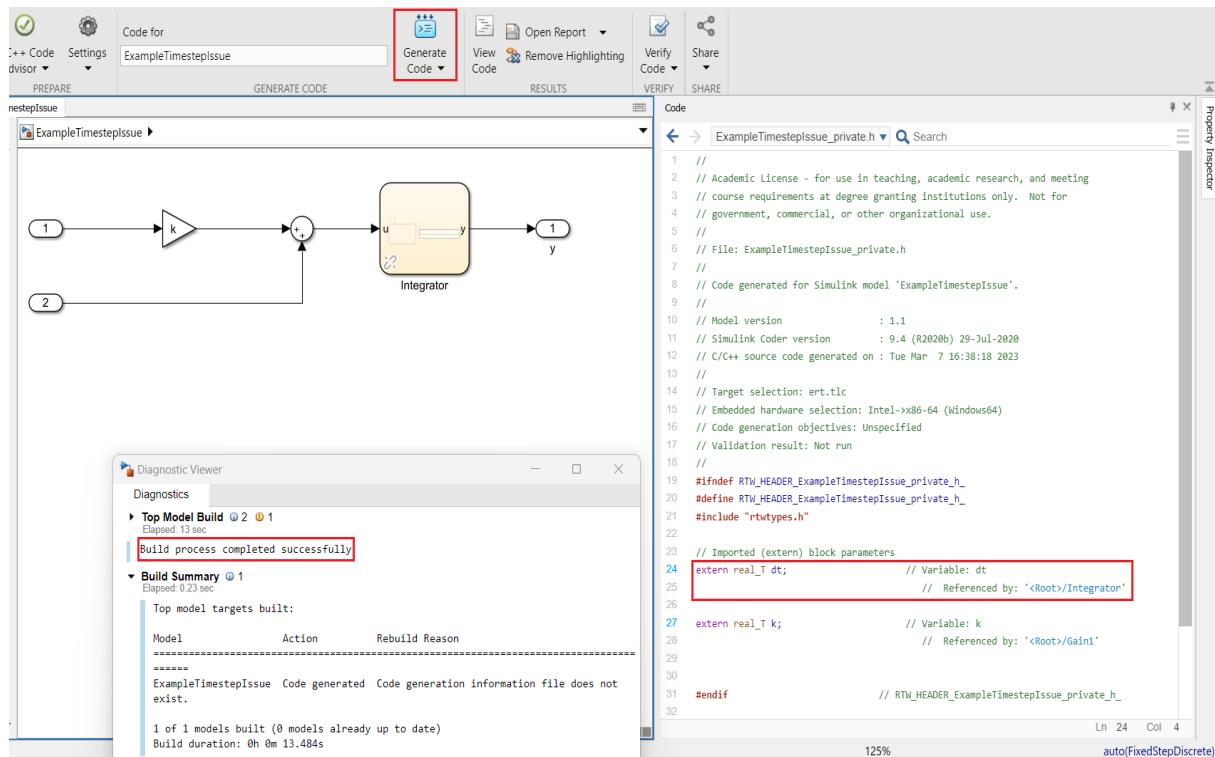 C++ Code
Advisor
Settings
Code for
ExampleTimestepIssue
Generate
Code
View
Code
Open Report
Remove Highlighting
Verify
Code
Share
PREPARE
GENERATE CODE
RESULTS
VERIFY
SHARE
mestepIssue
ExampleTimestepIssue
1
k
+
+
u
y
Integrator
1
y
2
Code
Property Inspector
ExampleTimestepIssue_private.h
Search
1 //
2 // Academic License - for use in teaching, academic research, and meeting
3 // course requirements at degree granting institutions only.  Not for
4 // government, commercial, or other organizational use.
5 //
6 // File: ExampleTimestepIssue_private.h
7 //
8 // Code generated for Simulink model 'ExampleTimestepIssue'.
9 //
10 // Model version : 1.1
11 // Simulink Coder version : 9.4 (R2020b) 29-Jul-2020
12 // C/C++ source code generated on : Tue Mar  7 16:38:18 2023
13 //
14 // Target selection: ert.tlc
15 // Embedded hardware selection: Intel->x86-64 (Windows64)
16 // Code generation objectives: Unspecified
17 // Validation result: Not run
18 //
19 #ifndef RTW_HEADER_ExampleTimestepIssue_private_h_
20 #define RTW_HEADER_ExampleTimestepIssue_private_h_
21 #include "rtwtypes.h"
22
23 // Imported (extern) block parameters
24 extern real_T dt; // Variable: dt
25 //  Referenced by: '<Root>/Integrator'
26
27 extern real_T k; // Variable: k
28 //  Referenced by: '<Root>/Gain1'
29
30
31 #endif // RTW_HEADER_ExampleTimestepIssue_private_h_
32
Ln 24 Col 4
Diagnostic Viewer
Diagnostics
Top Model Build 2 1
Elapsed: 13 sec
Build process completed successfully
Build Summary 1
Elapsed: 0.23 sec
Top model targets built:
Model Action Rebuild Reason
================================================================================
======
ExampleTimestepIssue  Code generated  Code generation information file does not
exist.
1 of 1 models built (0 models already up to date)
Build duration: 0h 0m 13.484s
125%
auto(FixedStepDiscrete)